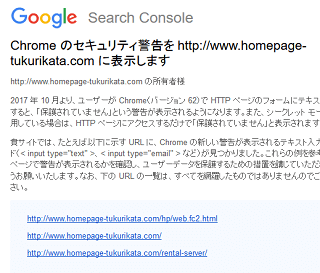 Google Search Console
Chrome のセキュリティ警告を http://www.homepage-
tukurikata.com に表示します
http://www.homepage-tukurikata.com の所有者様
2017 年 10 月より、ユーザーが Chrome(バージョン 62)で HTTP ページのフォームにテキス
すると、「保護されていません」という警告が表示されるようになります。また、シークレット モー
用している場合は、HTTP ページにアクセスするだけで「保護されていません」と表示されます
貴サイトでは、たとえば以下に示す URL に、Chrome の新しい警告が表示されるテキスト入力
ド(< input type="text" >、< input type="email" > など)が見つかりました。これらの例を参考
ページで警告が表示されるかを確認し、ユーザーデータを保護するための措置を講じていただ
うお願いいたします。なお、下の URL の一覧は、すべてを網羅したものではありませんのでご
さい。
http://www.homepage-tukurikata.com/hp/web.fc2.html
http://www.homepage-tukurikata.com/
http://www.homepage-tukurikata.com/rental-server/